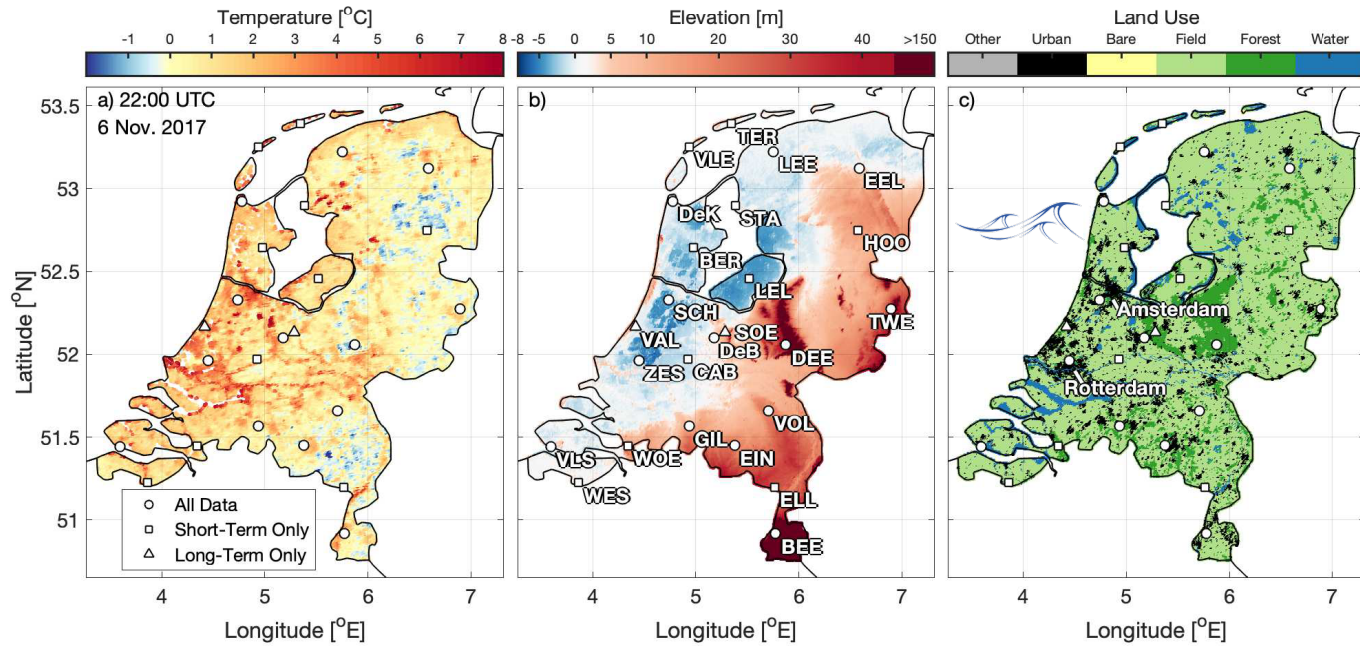 Temperature [°C]
-1 0 1 2 3 4 5 6 7 8
Elevation [m]
-8 -5 0 10 20 30 40 >150
Land Use
Other Urban Bare Field Forest Water
a) 22:00 UTC
6 Nov. 2017
b)
c)
53.5
53
52.5
52
51.5
51
Latitude [°N]
TER
VLE
LEE
EEL
DeK
STA
HOO
BER
LEL
SCH
TWE
VAL
SOE
DeB
DEE
ZES
CAB
VOL
GIL
EIN
VLS
WOE
WES
ELL
BEE
Amsterdam
Rotterdam
All Data
Short-Term Only
Long-Term Only
4 5 6 7
4 5 6 7
4 5 6 7
Longitude [°E]
Longitude [°E]
Longitude [°E]